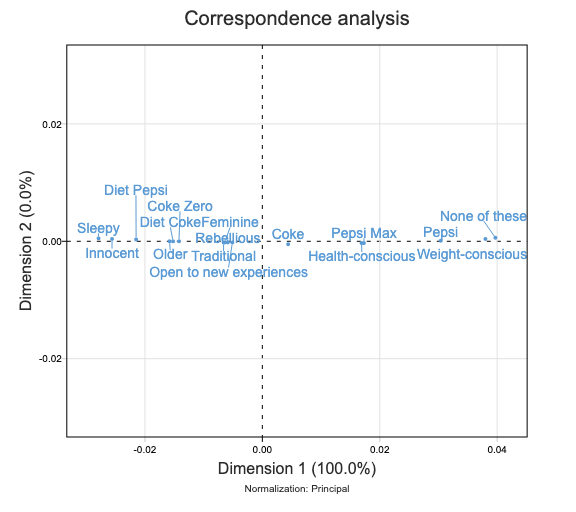 Correspondence analysis
Dimension 2 (0.0%)
0.02
0.00
-0.02
Diet Pepsi
Coke Zero
Diet Coke
Feminine
None of these
Sleepy
Rebellious
Coke
Pepsi Max
Pepsi
Innocent
Older
Traditional
Health-conscious
Weight-conscious
Open to new experiences
-0.02
0.00
0.02
0.04
Dimension 1 (100.0%)
Normalization: Principal